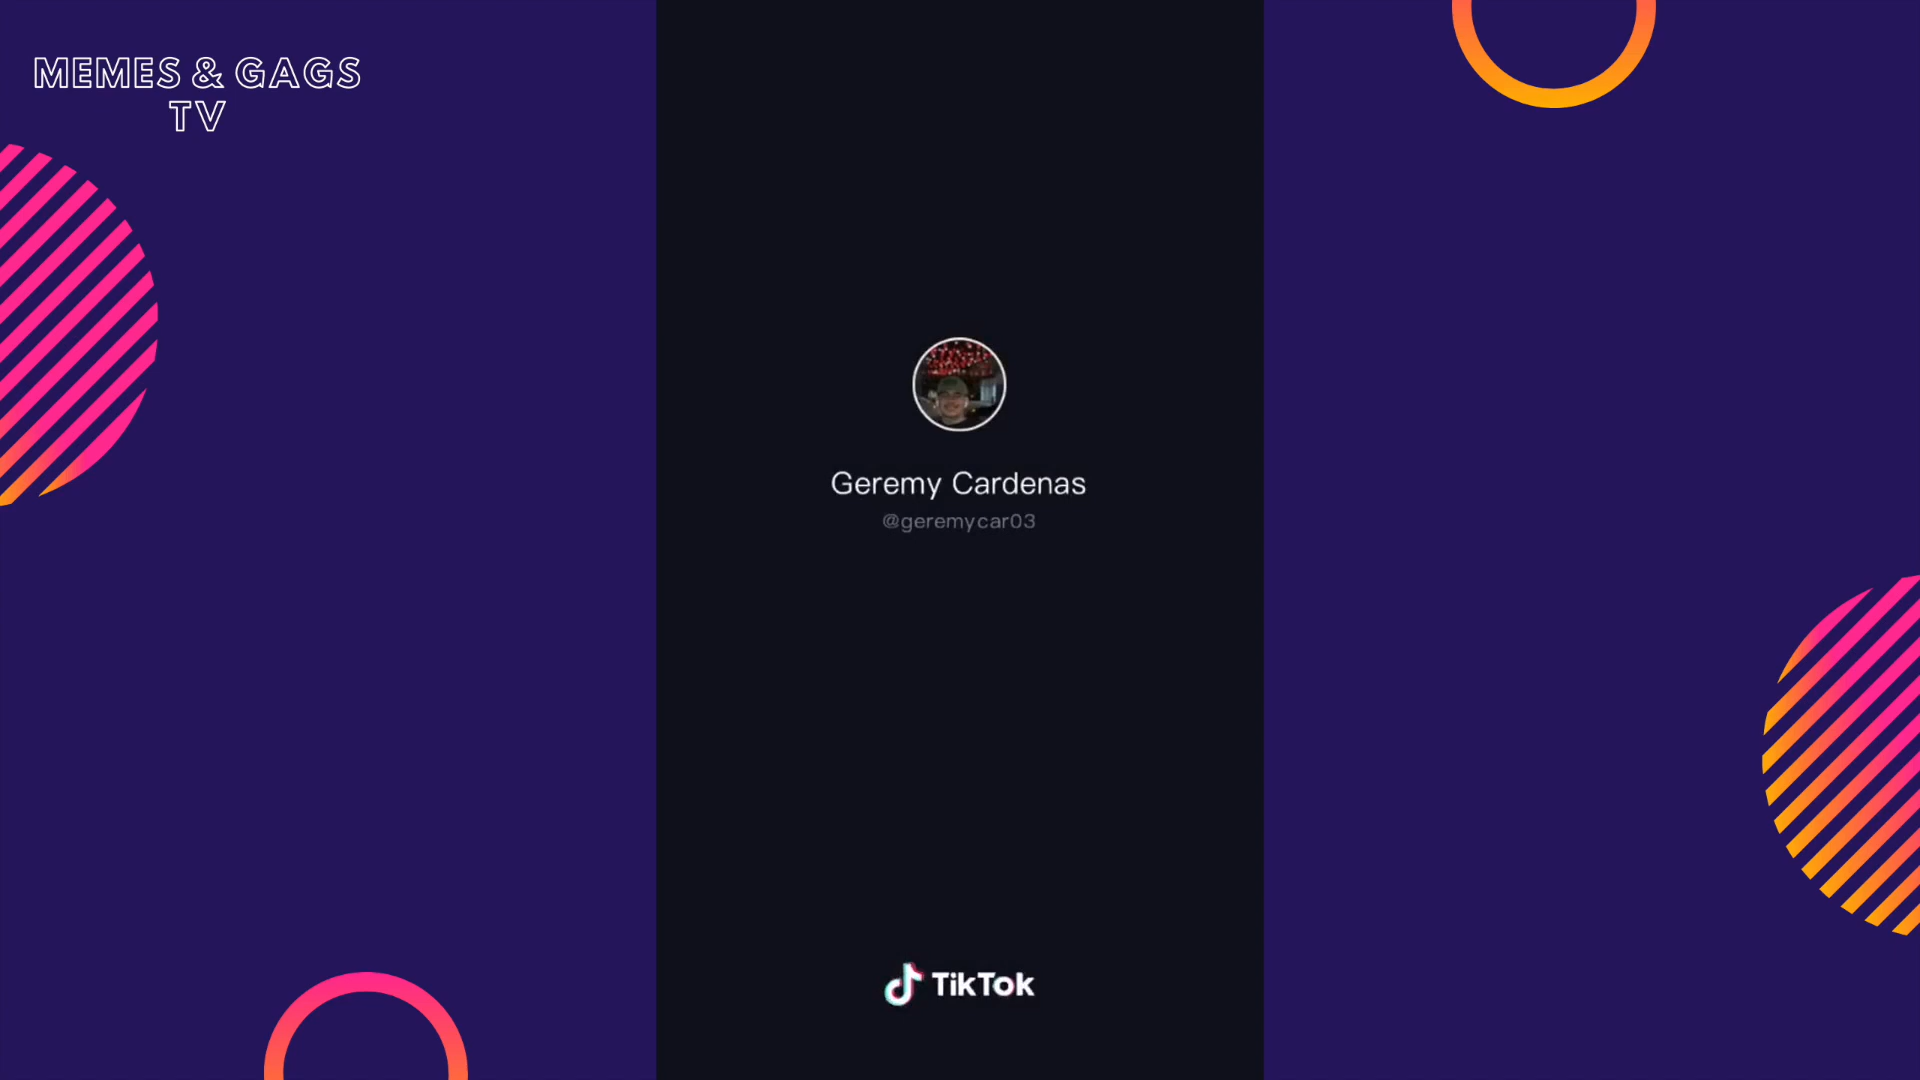 MEMES & GAGS
TV
Geremy Cardenas
@geremycar03
TikTok